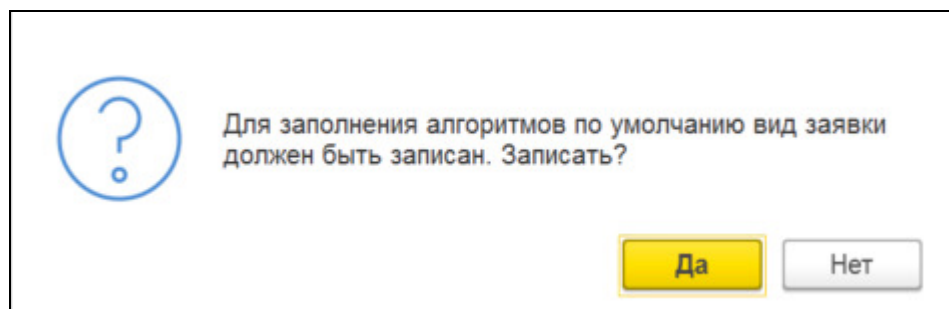 Для заполнения алгоритмов по умолчанию вид заявки
должен быть записан. Записать?
Да Нет